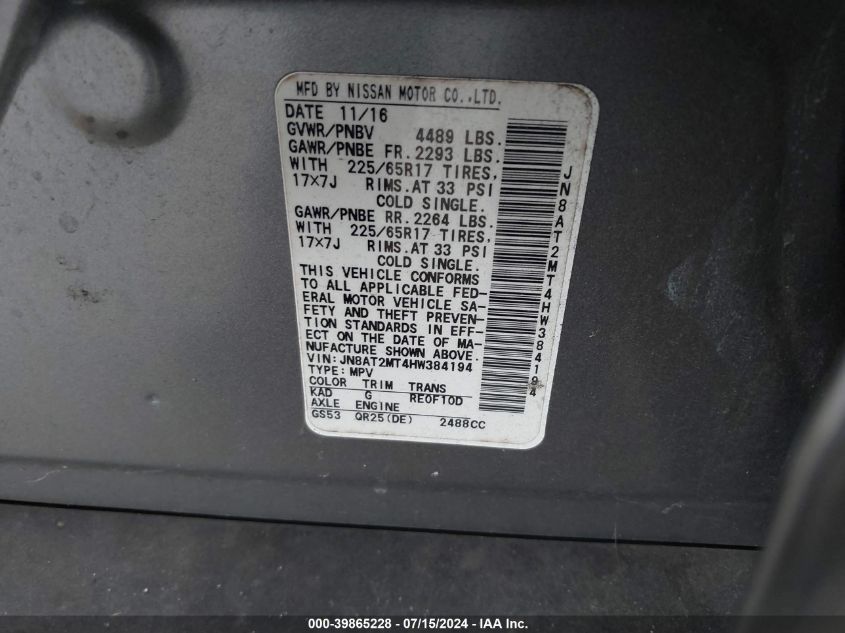 MFD BY NISSAN MOTOR CO.,LTD.
DATE 11/16
GVWR/PNBV 4489 LBS.
GAWR/PNBE FR. 2293 LBS.
WITH 225/65R17 TIRES,
17×7J RIMS. AT 33 PSI
COLD SINGLE.
GAWR/PNBE RR. 2264 LBS.
WITH 225/65R17 TIRES,
17×7J RIMS. AT 33 PSI
COLD SINGLE.
THIS VEHICLE CONFORMS
TO ALL APPLICABLE FED-
ERAL MOTOR VEHICLE SA-
FETY AND THEFT PREVEN-
TION STANDARDS IN EFF-
ECT ON THE DATE OF MA-
NUFACTURE SHOWN ABOVE.
VIN: JN8AT2MT4HW384194
TYPE: MPV
COLOR TRIM TRANS
KAD G RE0F10D
AXLE ENGINE
GS53 QR25(DE) 2488CC
JN8AT2MT4HW384194
000-39865228 - 07/15/2024 - IAA Inc.